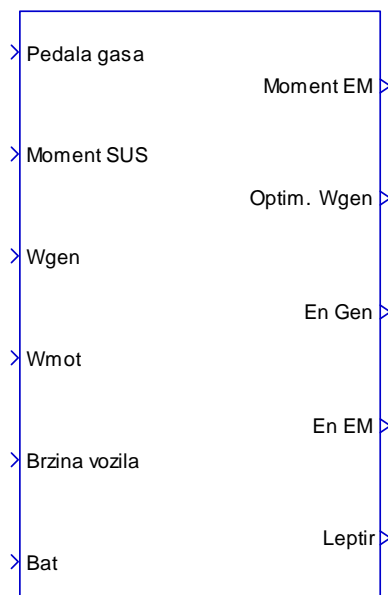 Pedala gasa
Moment EM
Moment SUS
Optim. Wgen
Wgen
En Gen
Wmot
En EM
Brzina vozila
Leptir
Bat